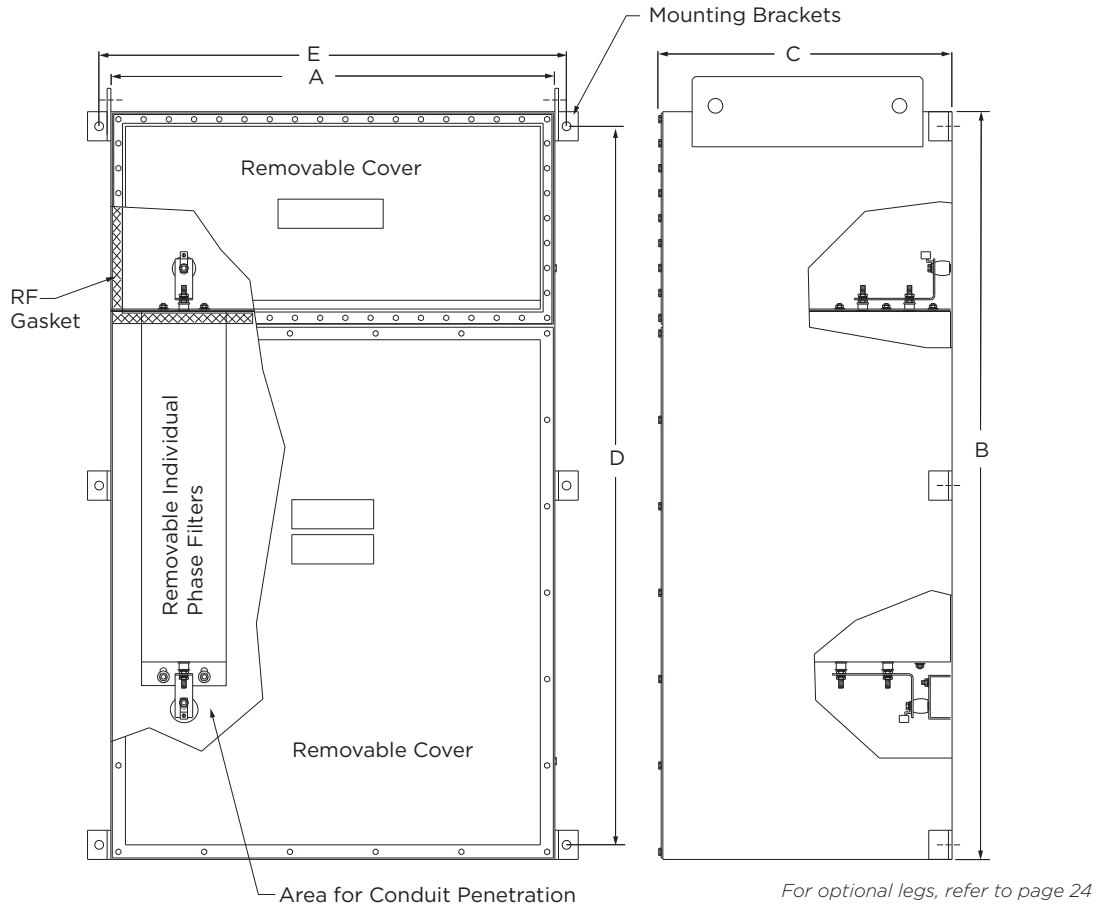 Mounting Brackets
E
A
C
Removable Cover
RF
Gasket
D
B
Removable Individual
Phase Filters
Removable Cover
Area for Conduit Penetration
For optional legs, refer to page 24